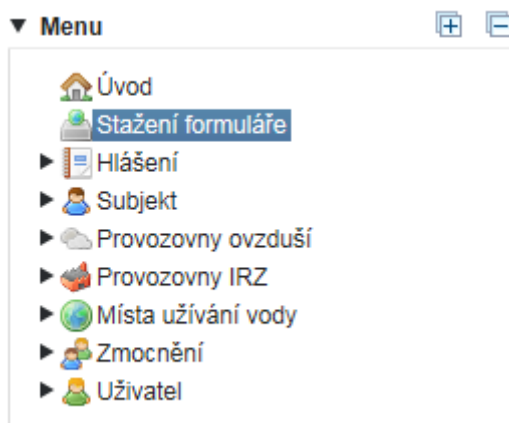 Menu
Úvod
Stažení formuláře
Hlášení
Subjekt
Provozovny ovzduší
Provozovny IRZ
Místa užívání vody
Zmocnění
Uživatel